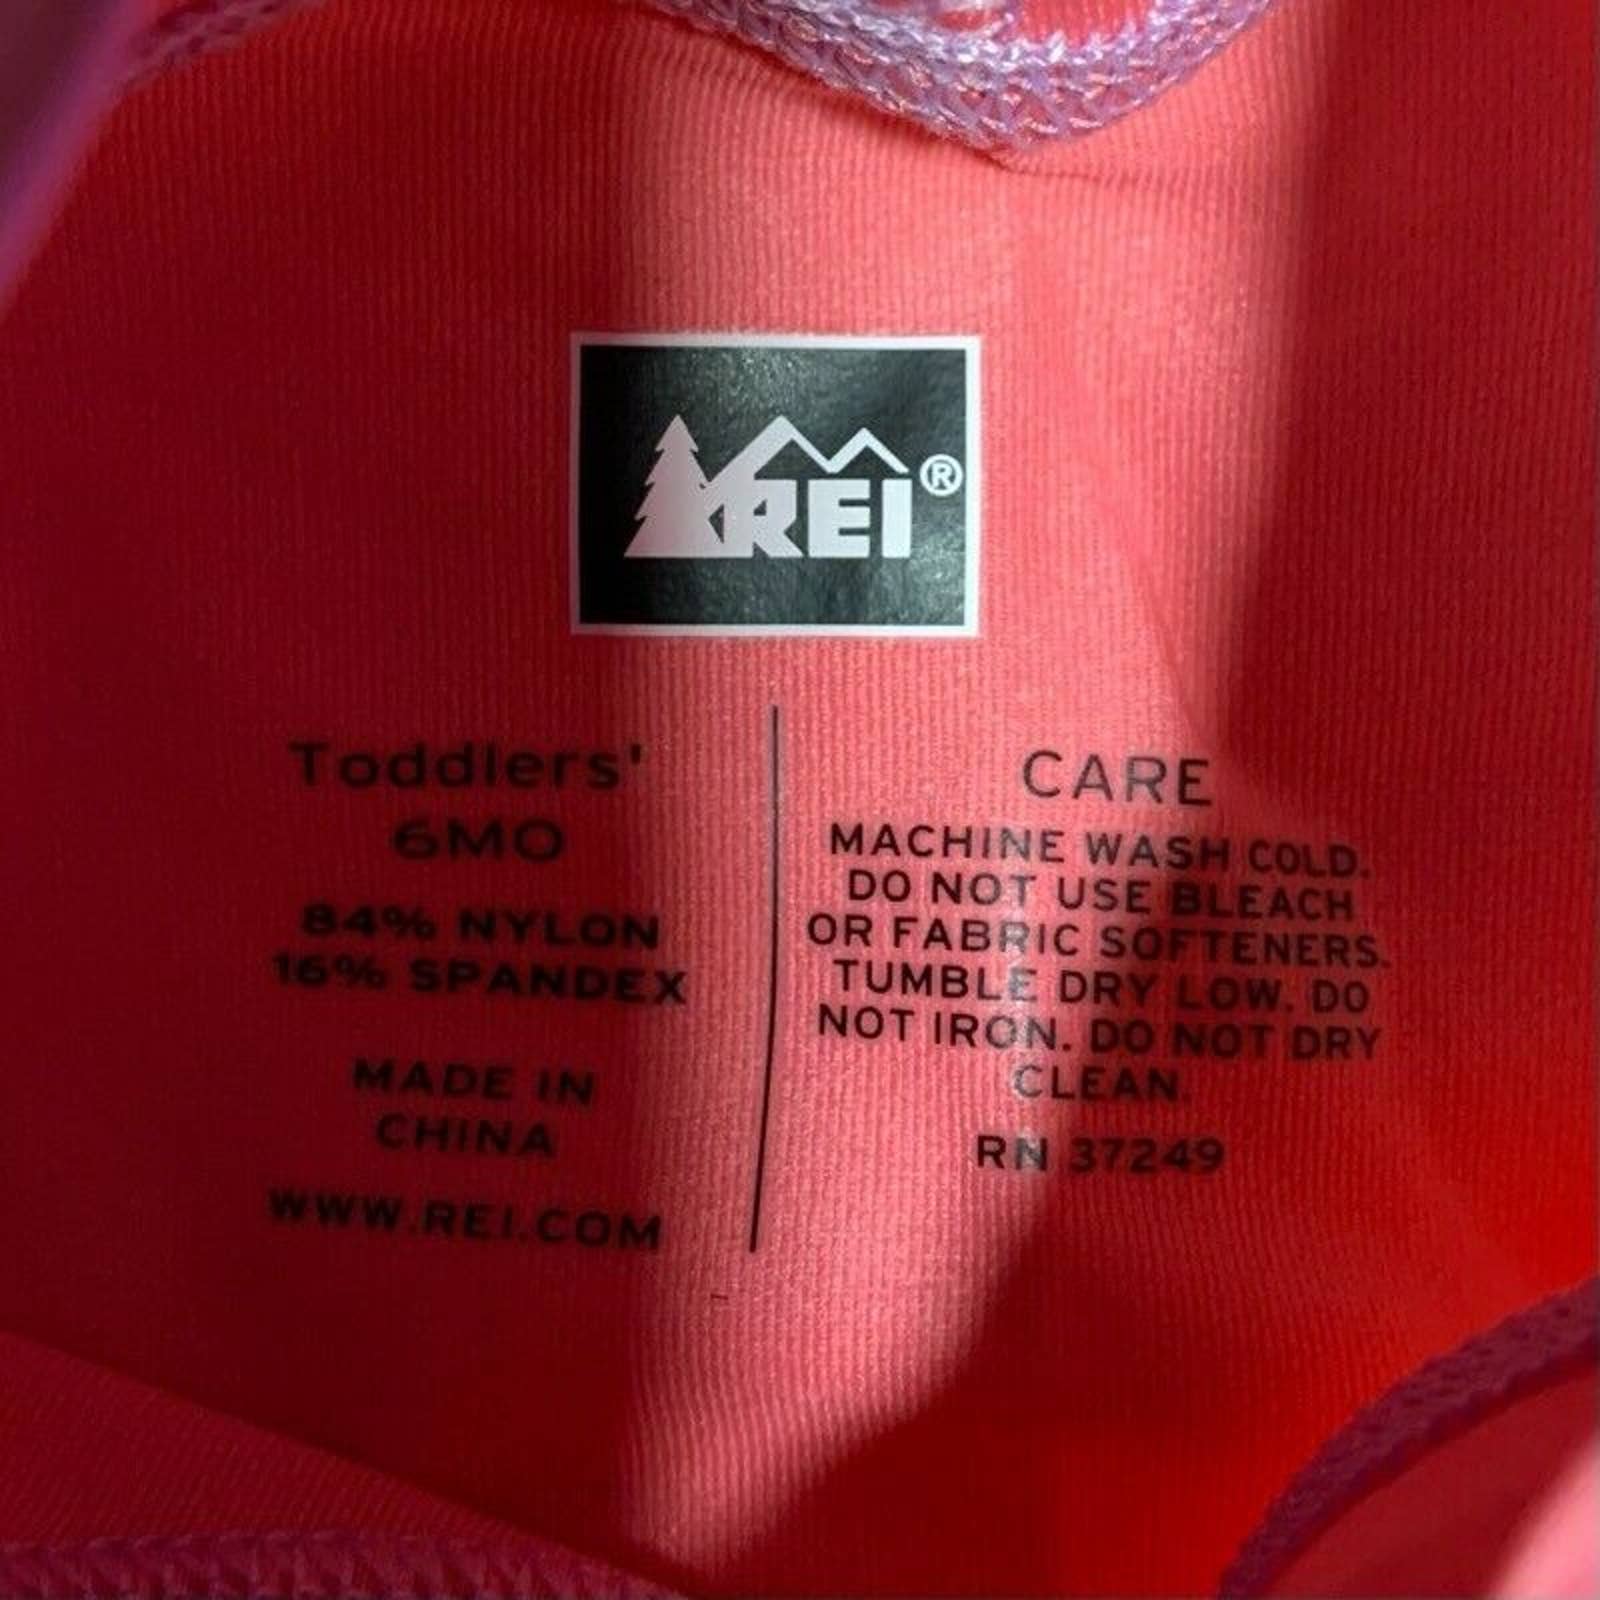 REI®
Toddlers'
6MO
84% NYLON
16% SPANDEX
MADE IN
CHINA
WWW.REI.COM
CARE
MACHINE WASH COLD.
DO NOT USE BLEACH
OR FABRIC SOFTENERS.
TUMBLE DRY LOW. DO
NOT IRON. DO NOT DRY
CLEAN.
RN 37249